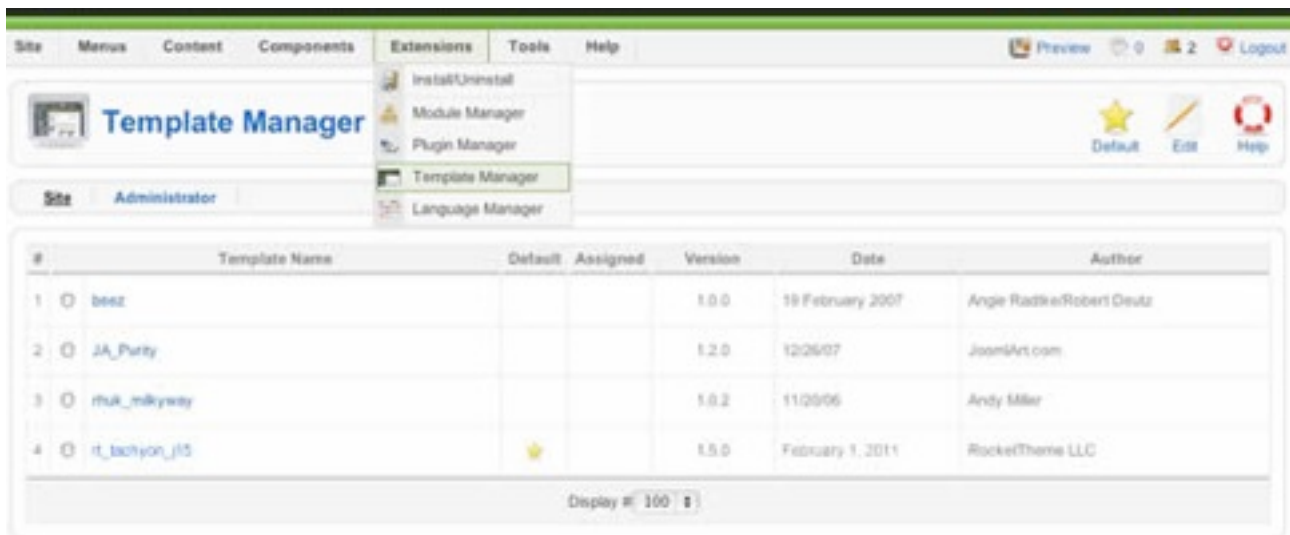 Site Menus Content Components Extensions Tools Help Preview 0 2 Logout
Install/Uninstall
Module Manager
Plugin Manager
Template Manager
Language Manager
Template Manager
Default Edit Help
Site Administrator
# Template Name Default Assigned Version Date Author
1 beez 1.0.0 19 February 2007 Angie Radtke/Robert Deutz
2 JA_Purity 1.2.0 12/26/07 JoomlArt.com
3 rhuk_milkyway 1.0.2 11/20/06 Andy Miller
4 rt_tachyon_j15 1.5.0 February 1, 2011 RocketTheme LLC
Display # 100